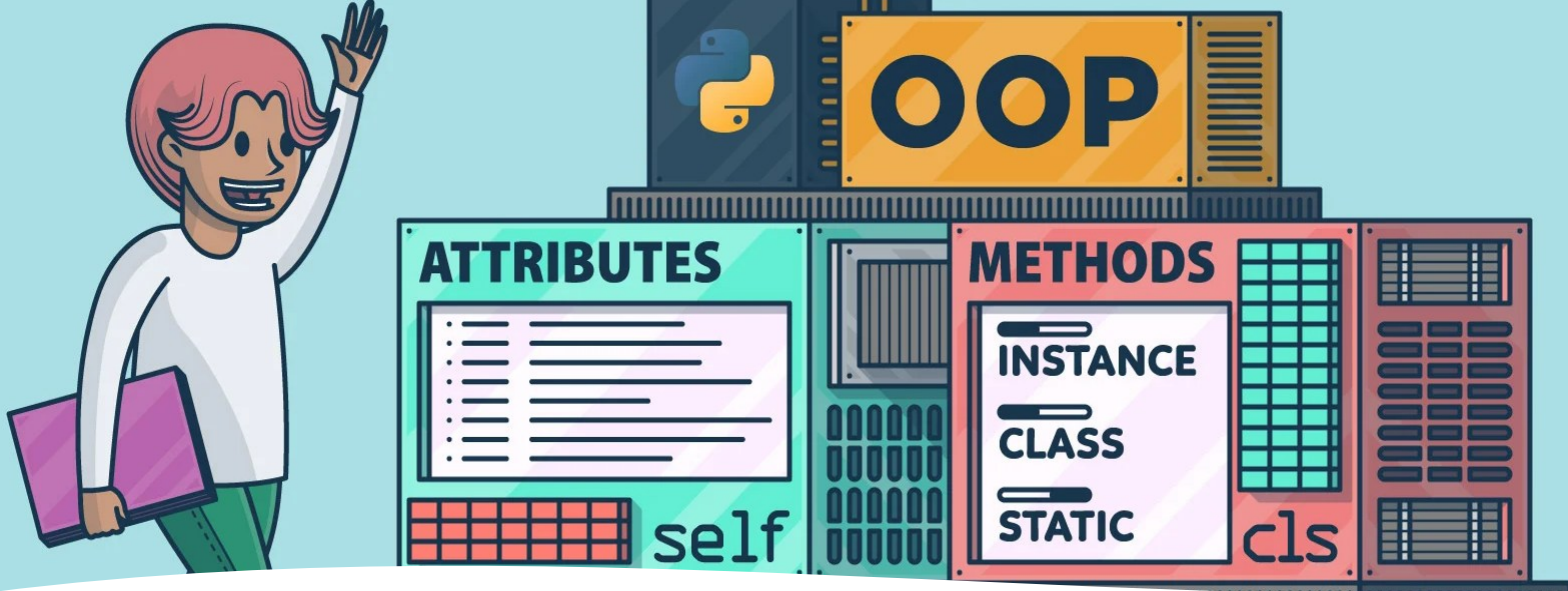 OOP
ATTRIBUTES
self
METHODS
INSTANCE
CLASS
STATIC
cls